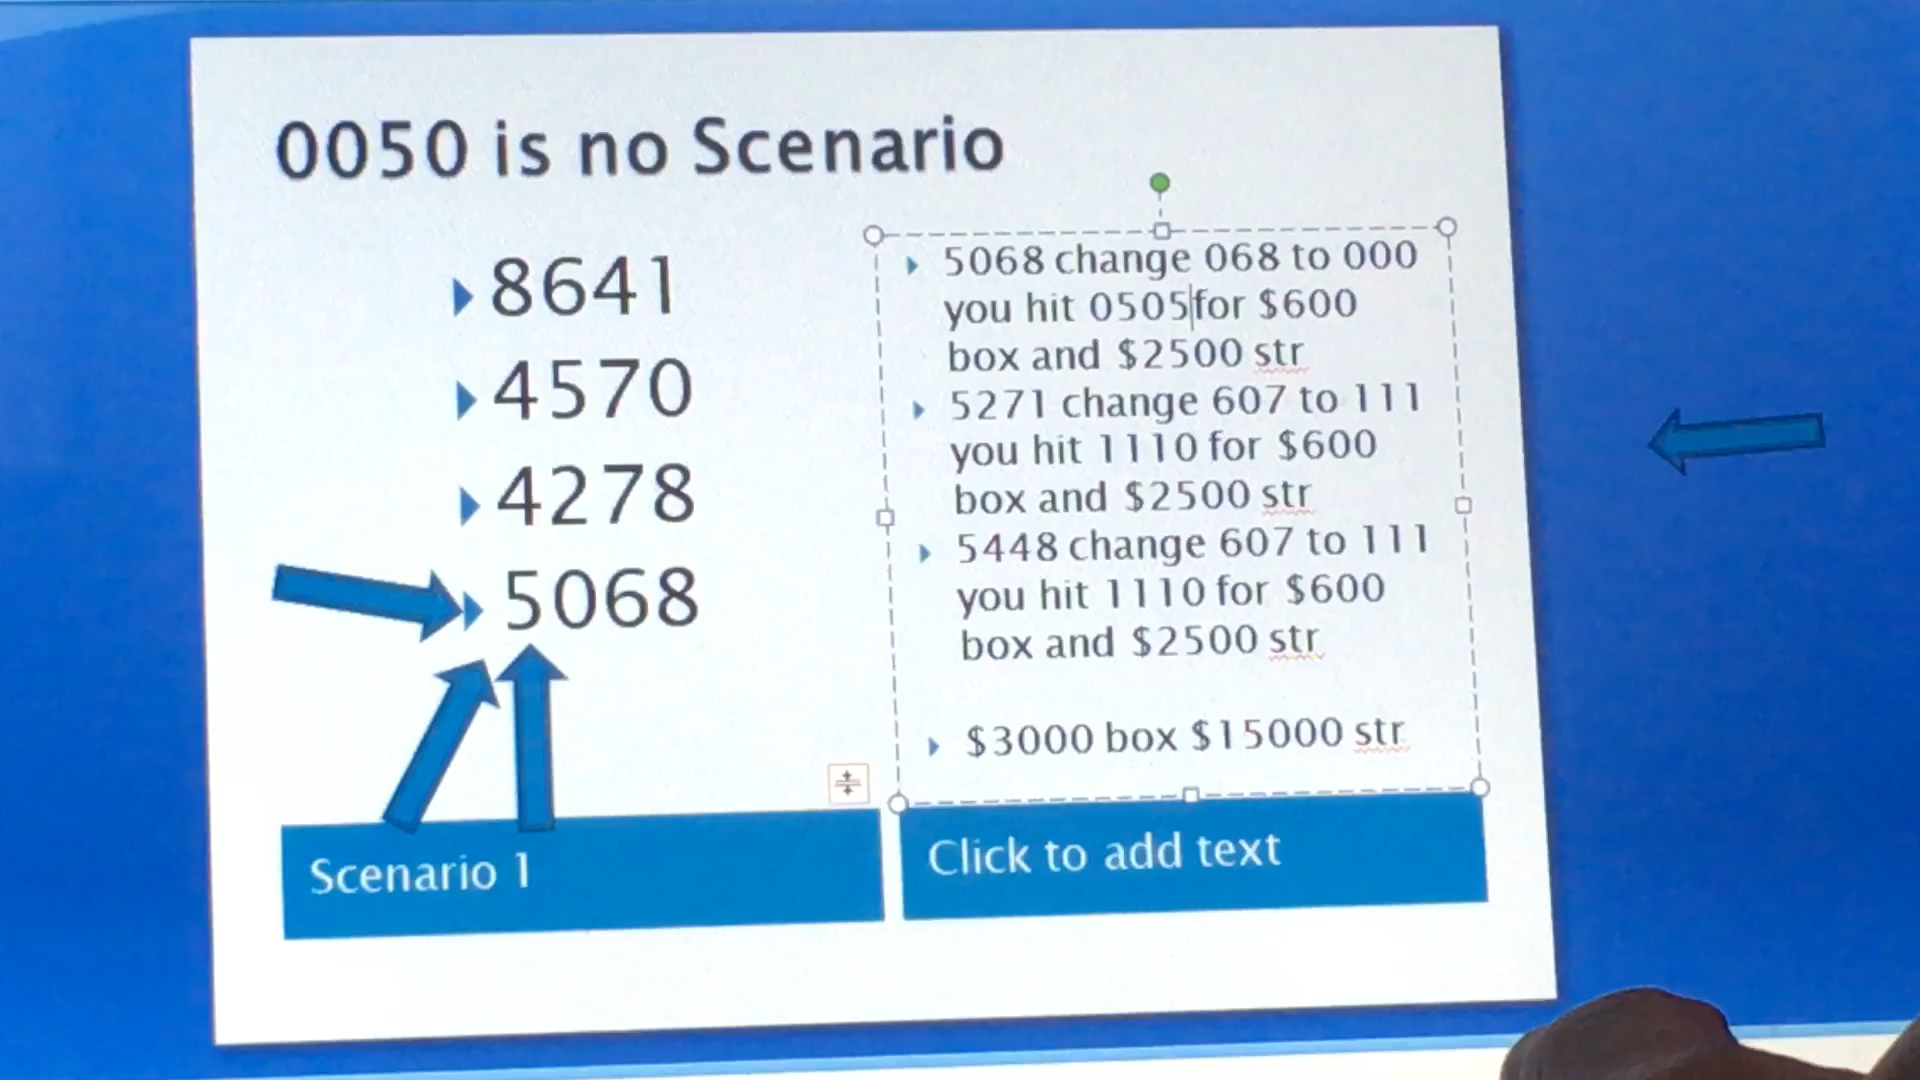 0050 is no Scenario
8641
4570
4278
5068
5068 change 068 to 000
you hit 0505for $600
box and $2500 str
5271 change 607 to 111
you hit 1110 for $600
box and $2500 str
5448 change 607 to 111
you hit 1110 for $600
box and $2500 str
$3000 box $15000 str
Scenario 1
Click to add text